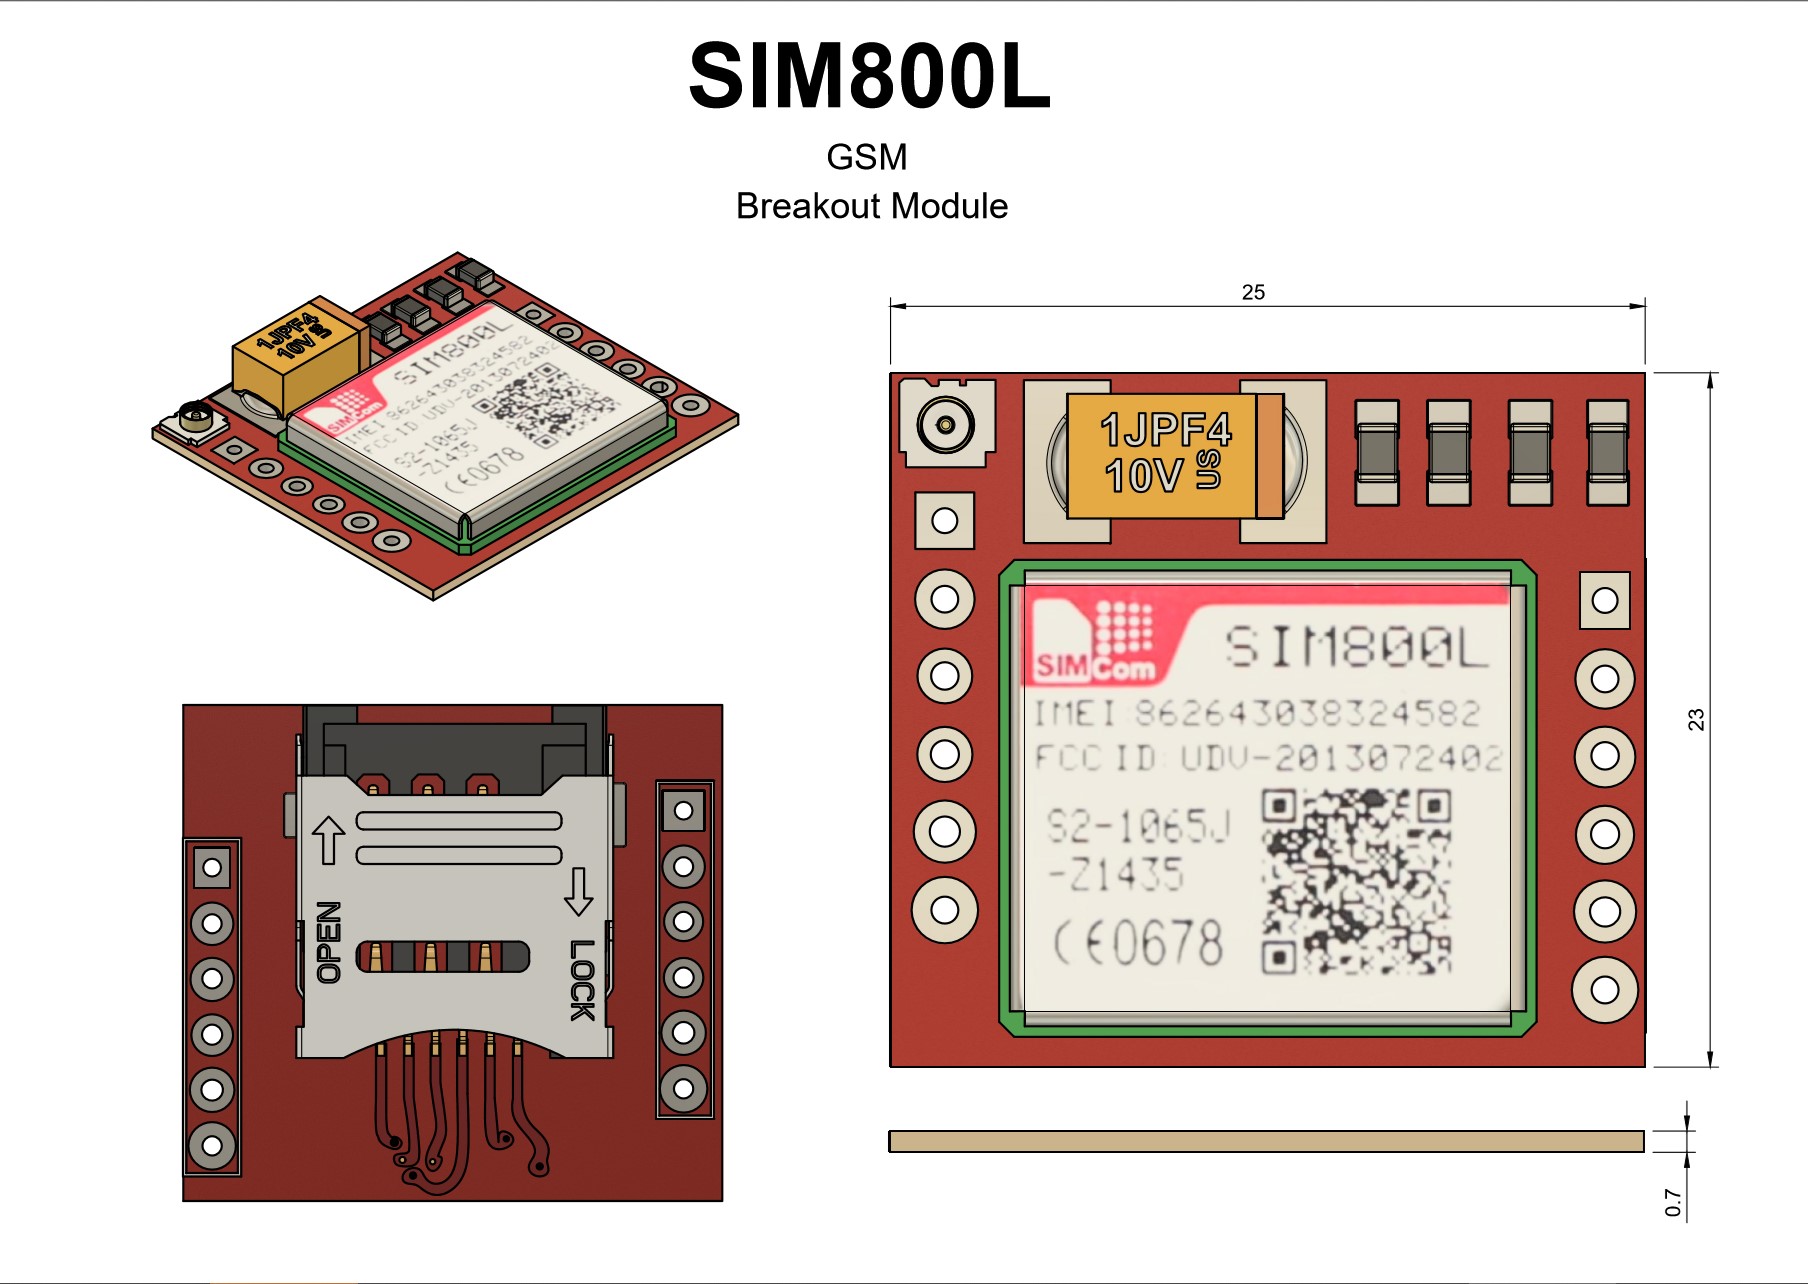 SIM800L
GSM
Breakout Module
1JPF4
10V US
SIM800L
SIMCom
IMEI:862643038324582
FCC ID:UDV-2013072402
S2-1065J
-Z1435
CE0678
25
1JPF4
10V US
SIMCom
SIM800L
IMEI:862643038324582
FCC ID:UDV-2013072402
S2-1065J
-Z1435
CE0678
23
OPEN
LOCK
0.7